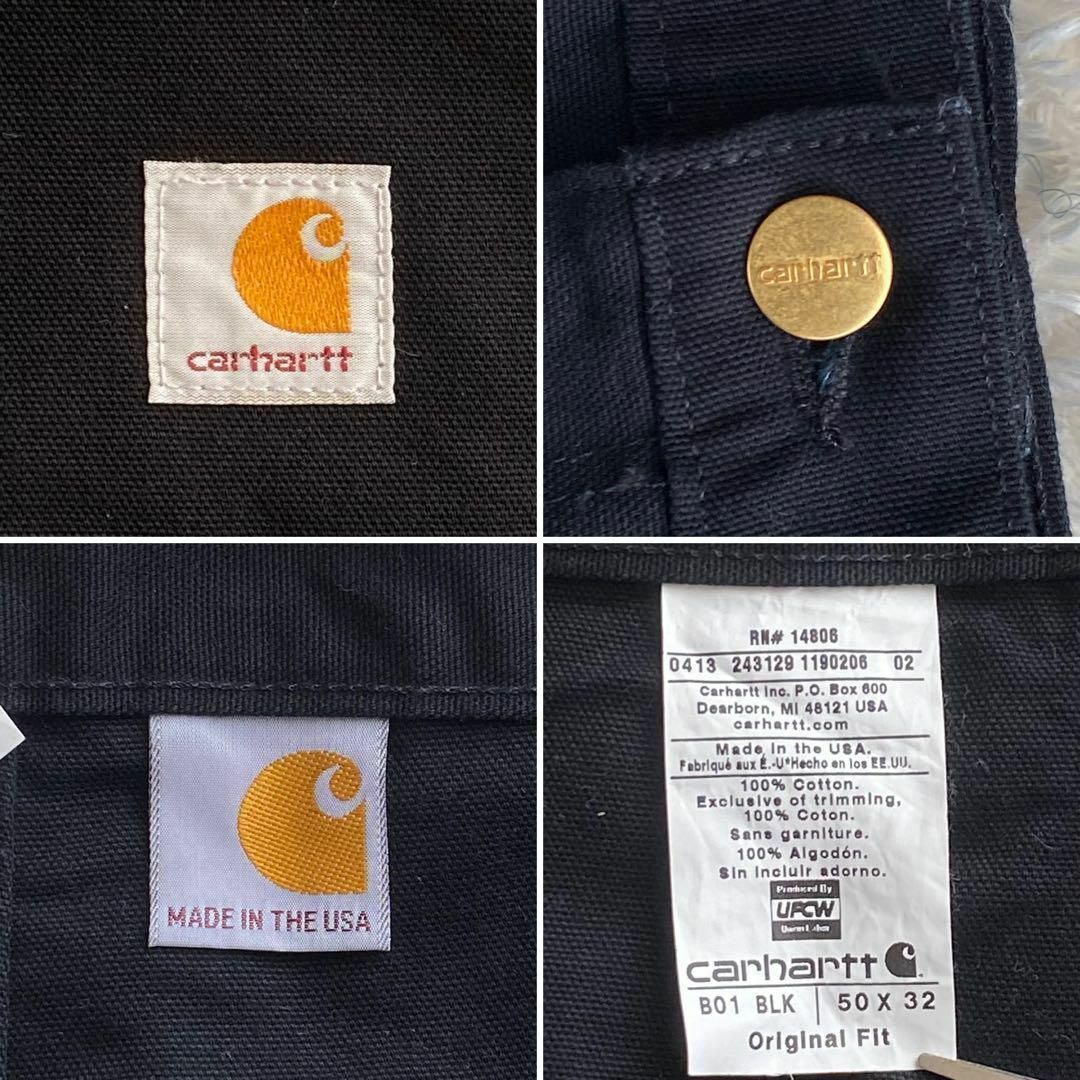 carhartt
carhartt
MADE IN THE USA
RN# 14806
0413 243129 1190206 02
Carhartt Inc. P.O. Box 600
Dearborn, MI 48121 USA
carhartt.com
Made in the USA.
Fabriqué aux É.-U*Hecho en los EE.UU.
100% Cotton.
Exclusive of trimming,
100% Coton.
Sans garniture.
100% Algodón.
Sin incluir adorno.
Produced By
UFCW
Union Labor
carhartt
B01 BLK 50 X 32
Original Fit